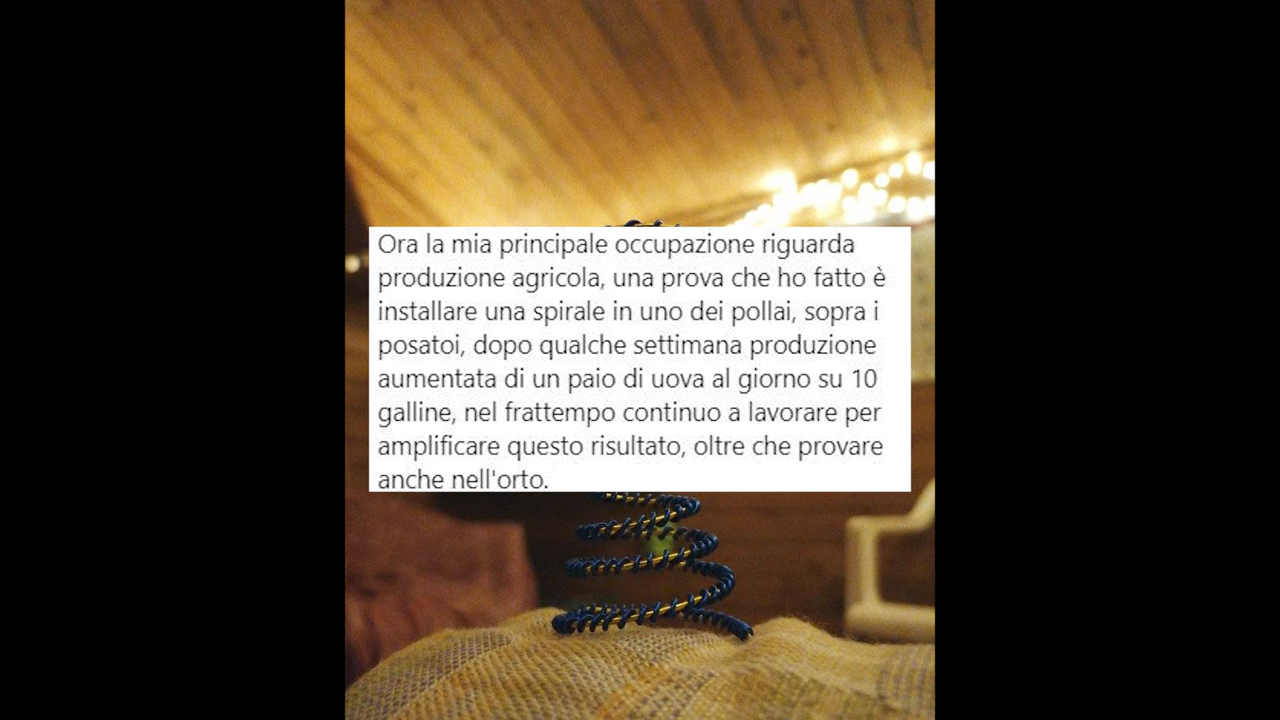 Ora la mia principale occupazione riguarda
produzione agricola, una prova che ho fatto è
installare una spirale in uno dei pollai, sopra i
posatoi, dopo qualche settimana produzione
aumentata di un paio di uova al giorno su 10
galline, nel frattempo continuo a lavorare per
amplificare questo risultato, oltre che provare
anche nell'orto.